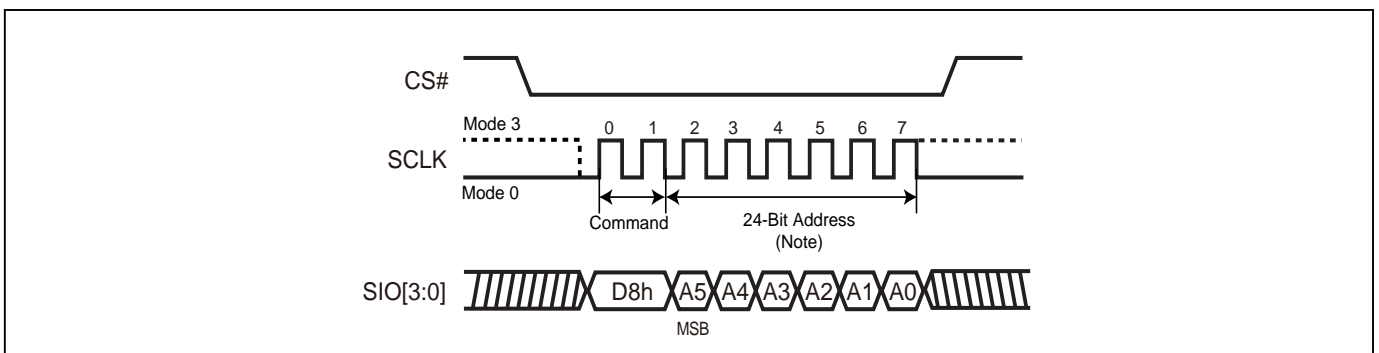 CS#
Mode 3
0 1 2 3 4 5 6 7
SCLK
Mode 0
Command
24-Bit Address
(Note)
SIO[3:0]
D8h A5 A4 A3 A2 A1 A0
MSB